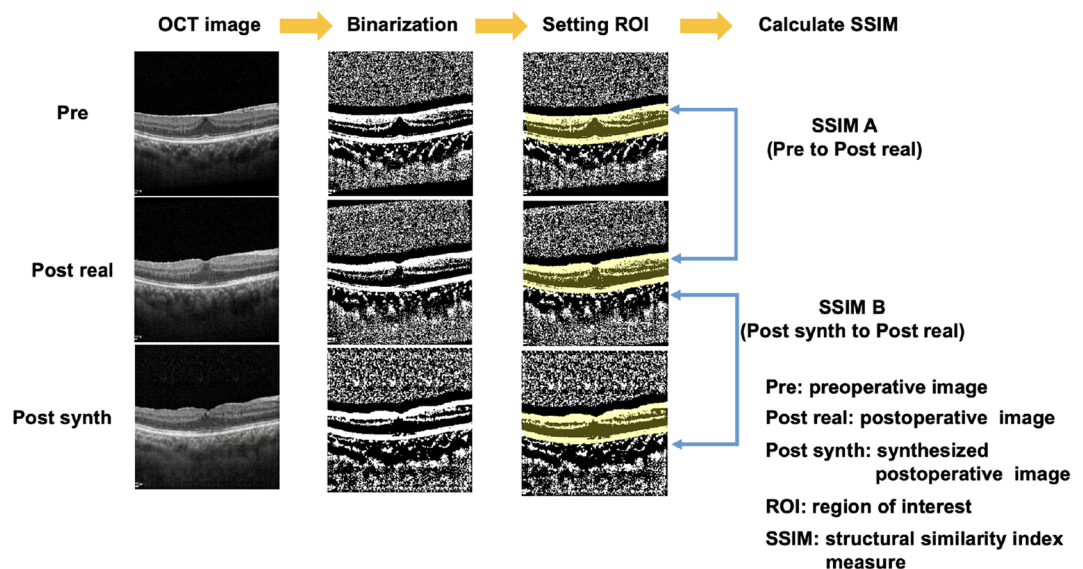 OCT image
Binarization
Setting ROI
Calculate SSIM
Pre
SSIM A
(Pre to Post real)
Post real
SSIM B
(Post synth to Post real)
Post synth
Pre: preoperative image
Post real: postoperative image
Post synth: synthesized
postoperative image
ROI: region of interest
SSIM: structural similarity index
measure